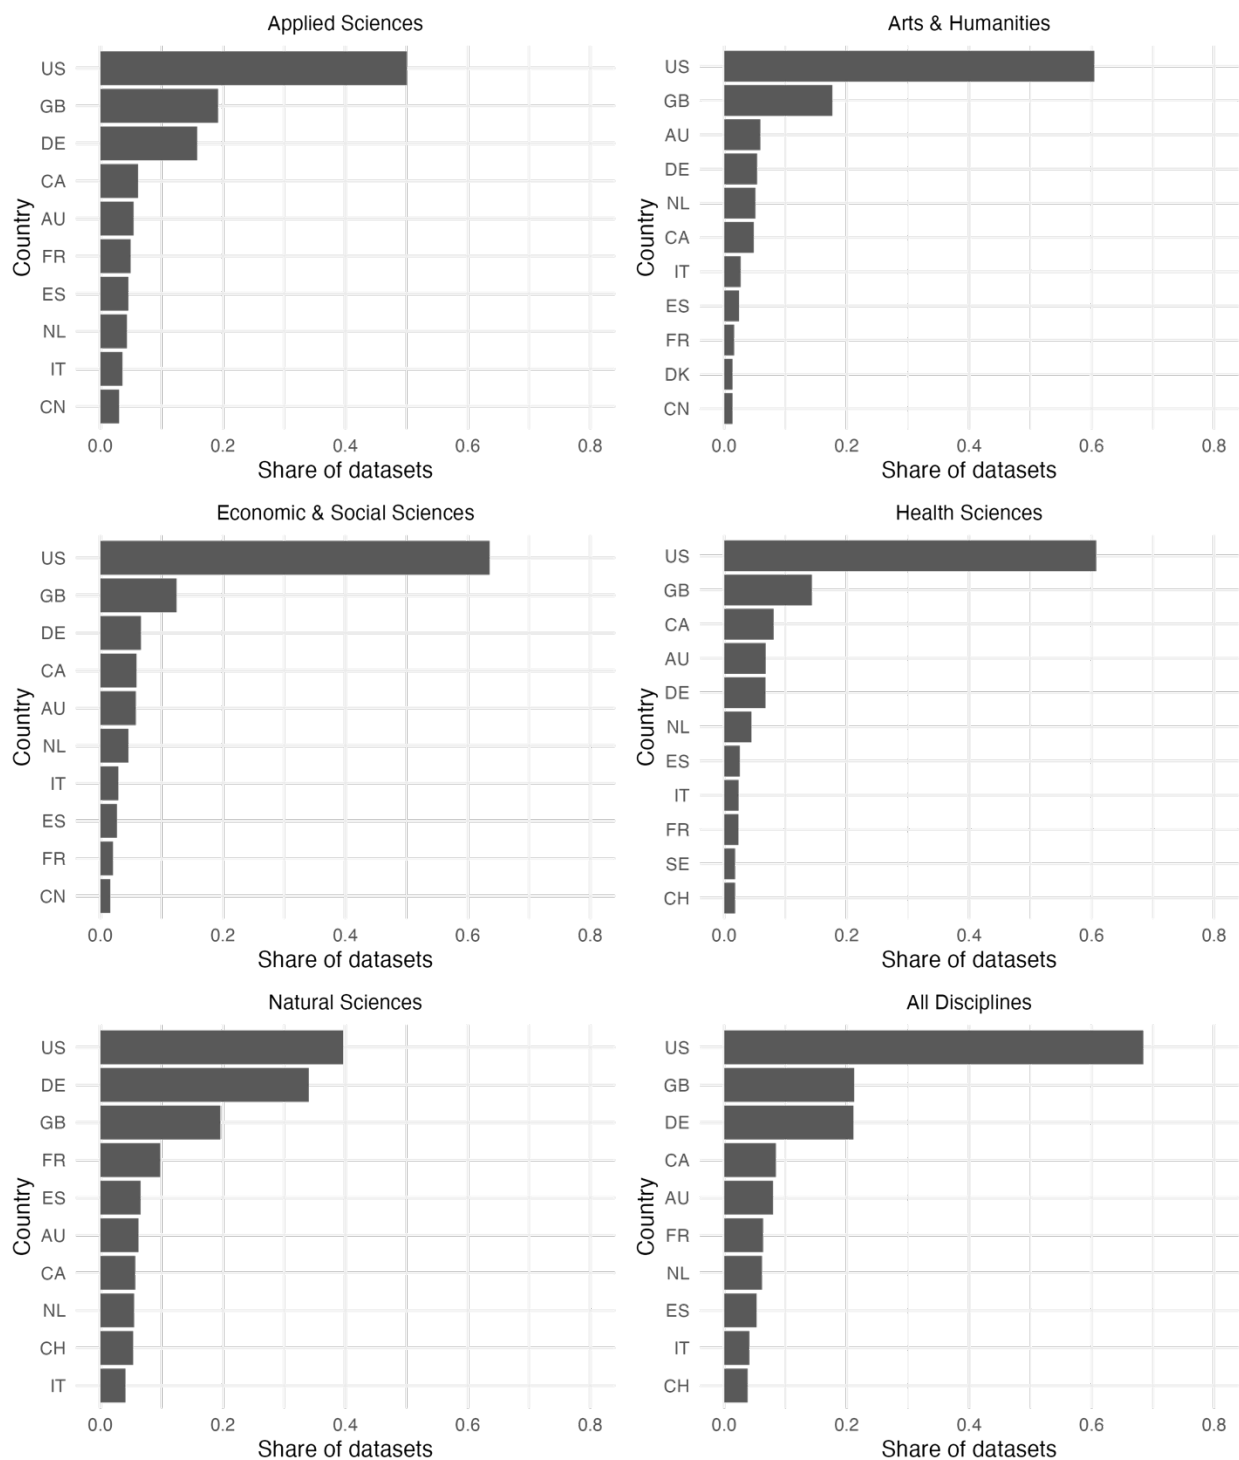 Applied Sciences
Country
US
GB
DE
CA
AU
FR
ES
NL
IT
CN
0.0 0.2 0.4 0.6 0.8
Share of datasets
Arts & Humanities
Country
US
GB
AU
DE
NL
CA
IT
ES
FR
DK
CN
0.0 0.2 0.4 0.6 0.8
Share of datasets
Economic & Social Sciences
Country
US
GB
DE
CA
AU
NL
IT
ES
FR
CN
0.0 0.2 0.4 0.6 0.8
Share of datasets
Health Sciences
Country
US
GB
CA
AU
DE
NL
ES
IT
FR
SE
CH
0.0 0.2 0.4 0.6 0.8
Share of datasets
Natural Sciences
Country
US
DE
GB
FR
ES
AU
CA
NL
CH
IT
0.0 0.2 0.4 0.6 0.8
Share of datasets
All Disciplines
Country
US
GB
DE
CA
AU
FR
NL
ES
IT
CH
0.0 0.2 0.4 0.6 0.8
Share of datasets